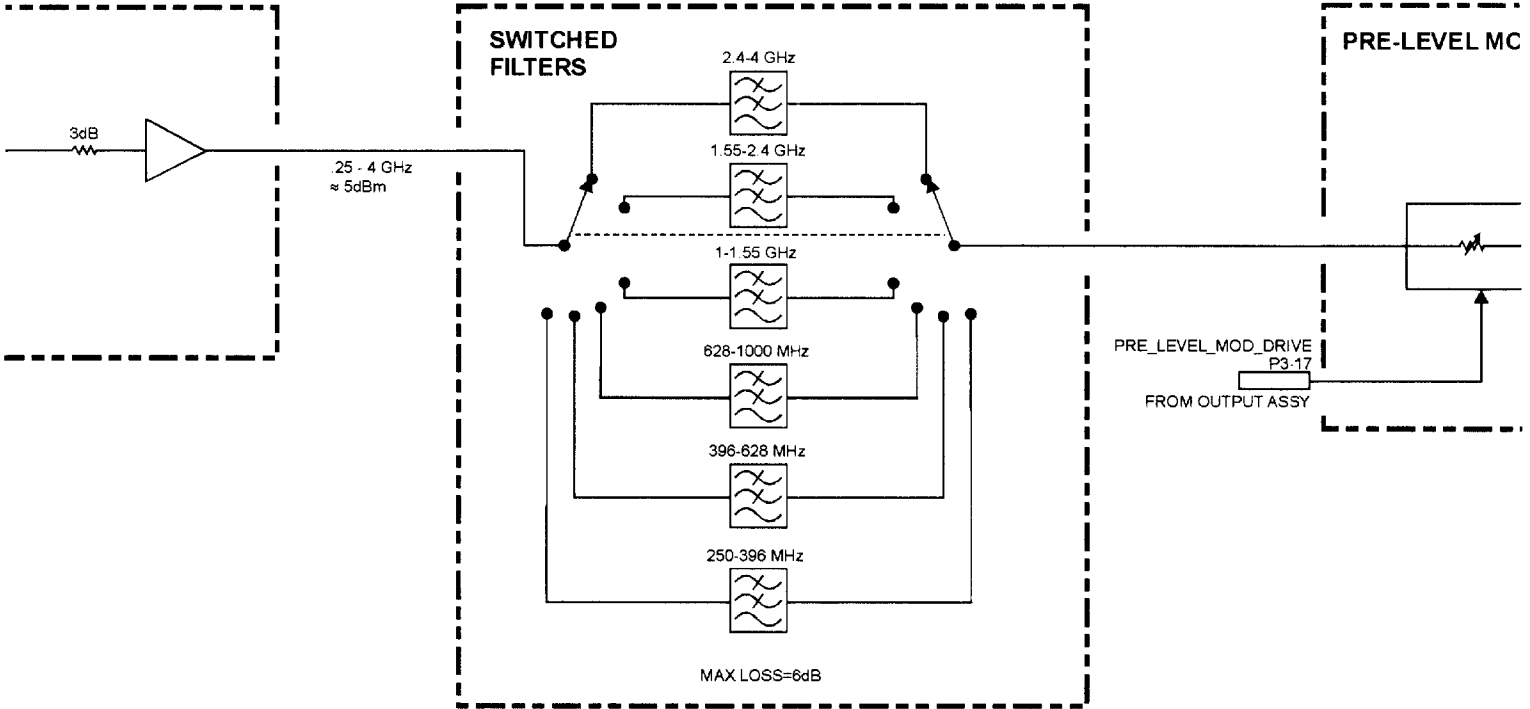 SWITCHED
FILTERS
PRE-LEVEL MO
2.4-4 GHz
3dB
1.55-2.4 GHz
.25 - 4 GHz
≈ 5dBm
1-1.55 GHz
628-1000 MHz
PRE_LEVEL_MOD_DRIVE
P3-17
FROM OUTPUT ASSY
396-628 MHz
250-396 MHz
MAX LOSS=6dB